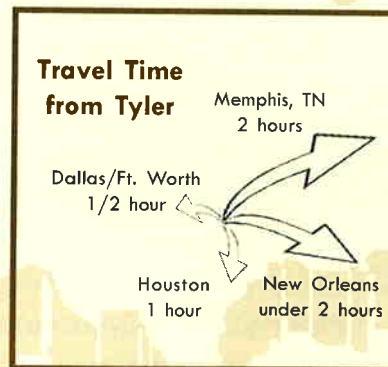 Travel Time
from Tyler
Memphis, TN
2 hours
Dallas/Ft. Worth
1/2 hour
Houston
1 hour
New Orleans
under 2 hours